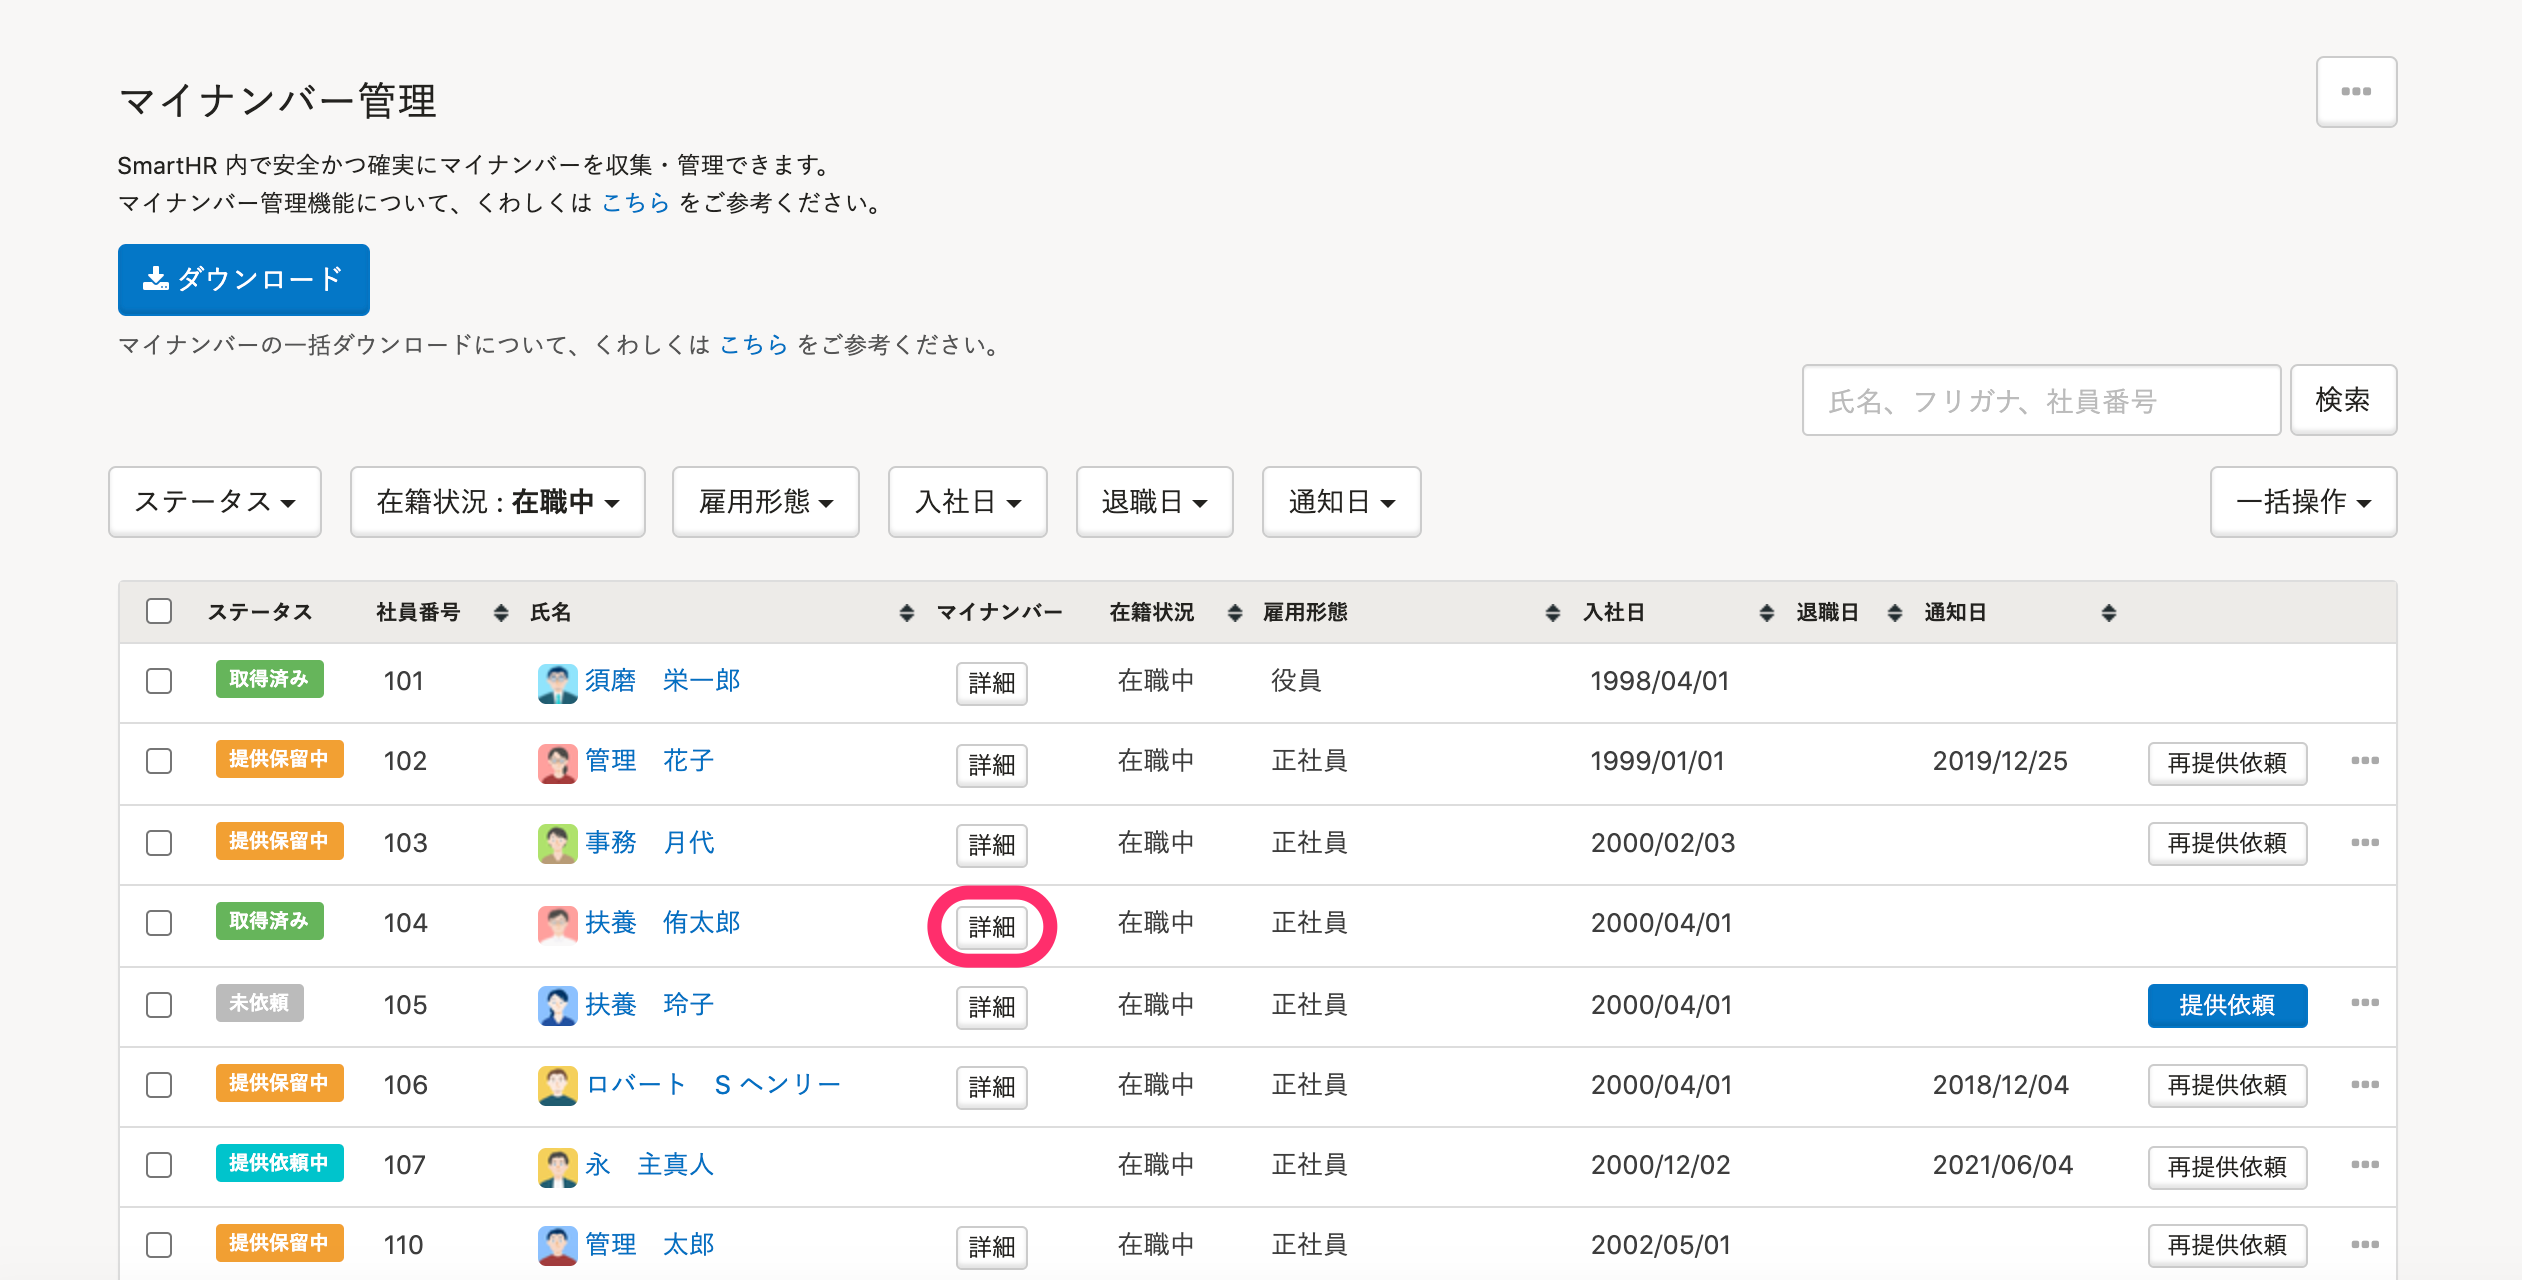 マイナンバー管理
SmartHR 内で安全かつ確実にマイナンバーを収集・管理できます。
マイナンバー管理機能について、くわしくは こちら をご参考ください。
ダウンロード
マイナンバーの一括ダウンロードについて、くわしくは こちら をご参考ください。
氏名、フリガナ、社員番号 検索
ステータス 在籍状況 : 在職中 雇用形態 入社日 退職日 通知日 一括操作
ステータス 社員番号 氏名 マイナンバー 在籍状況 雇用形態 入社日 退職日 通知日
取得済み 101 須磨　栄一郎 詳細 在職中 役員 1998/04/01
提供保留中 102 管理　花子 詳細 在職中 正社員 1999/01/01 2019/12/25 再提供依頼
提供保留中 103 事務　月代 詳細 在職中 正社員 2000/02/03 再提供依頼
取得済み 104 扶養　侑太郎 詳細 在職中 正社員 2000/04/01
未依頼 105 扶養　玲子 詳細 在職中 正社員 2000/04/01 提供依頼
提供保留中 106 ロバート　S ヘンリー 詳細 在職中 正社員 2000/04/01 2018/12/04 再提供依頼
提供依頼中 107 永　主真人 在職中 正社員 2000/12/02 2021/06/04 再提供依頼
提供保留中 110 管理　太郎 詳細 在職中 正社員 2002/05/01 再提供依頼